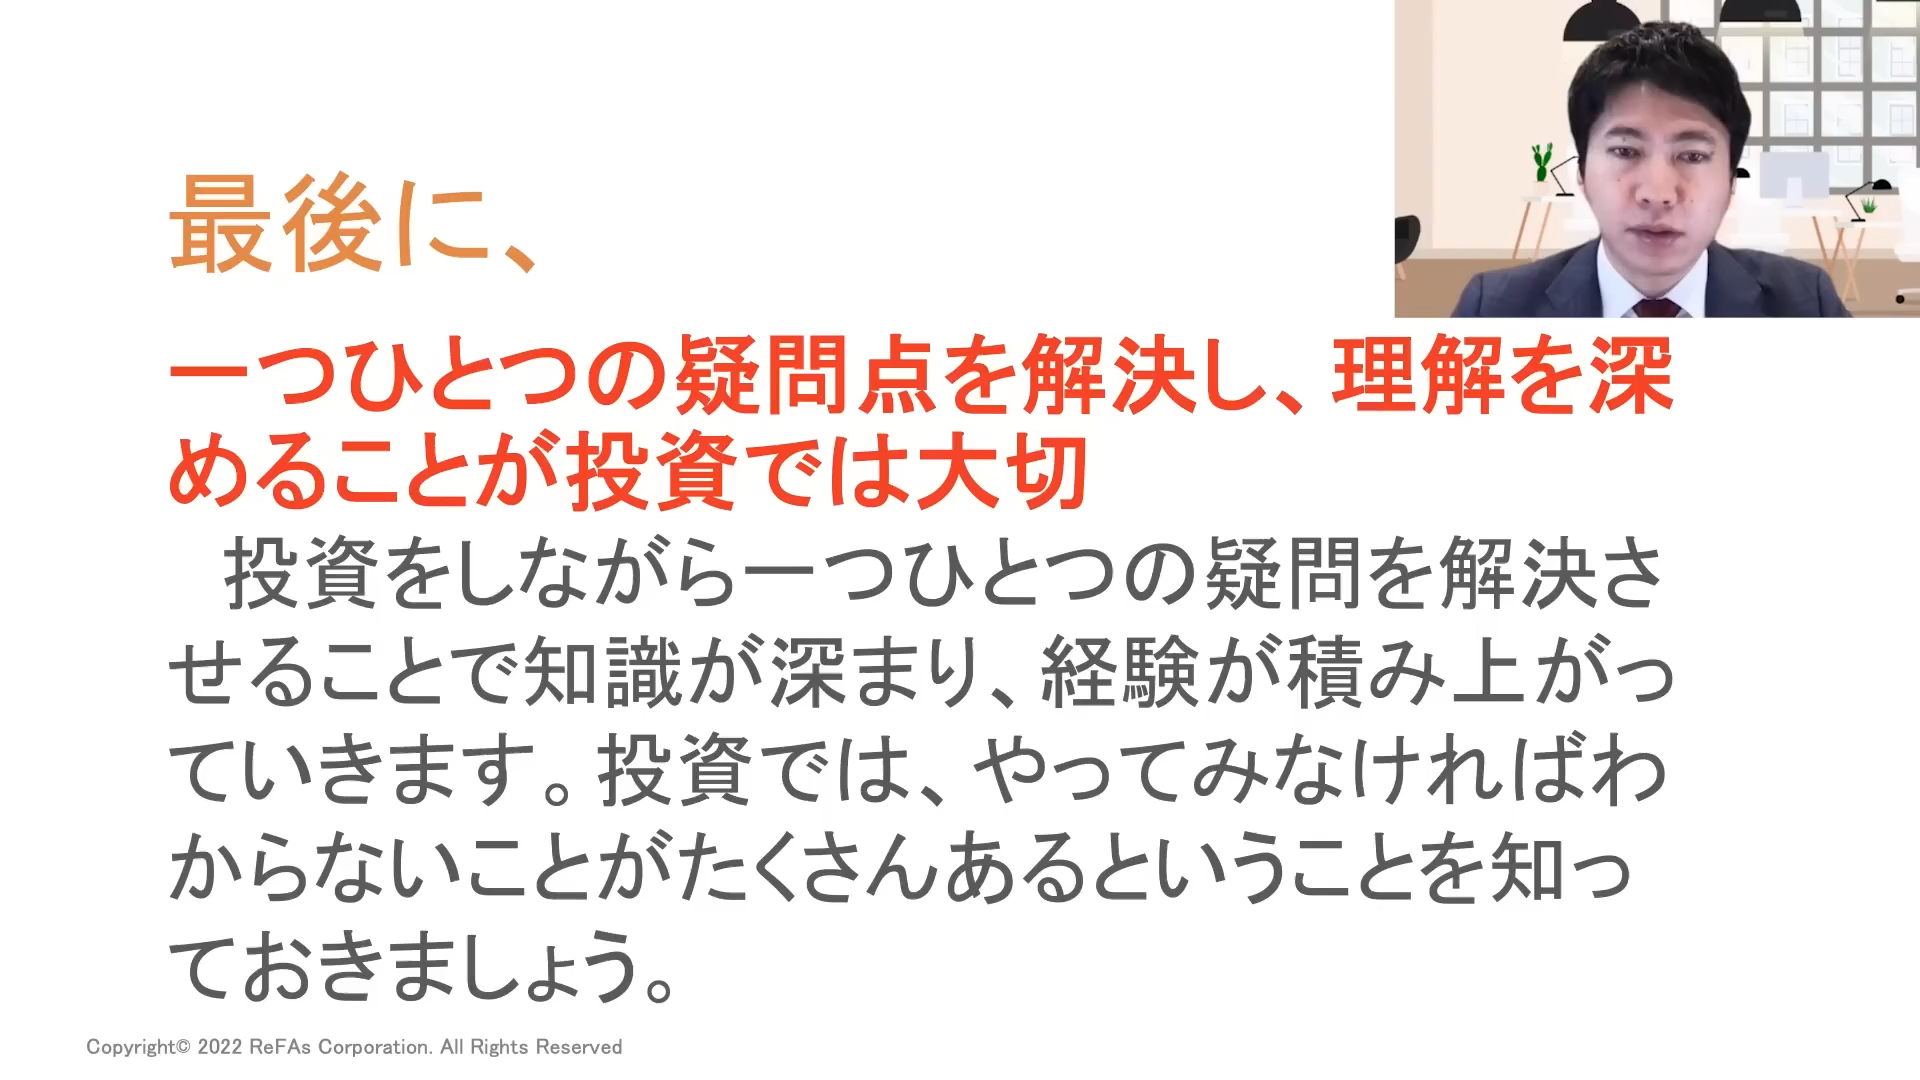 最後に、
一つひとつの疑問点を解決し、理解を深
めることが投資では大切
　投資をしながら一つひとつの疑問を解決さ
せることで知識が深まり、経験が積み上がっ
ていきます。投資では、やってみなければわ
からないことがたくさんあるということを知っ
ておきましょう。
Copyright© 2022 ReFAs Corporation. All Rights Reserved